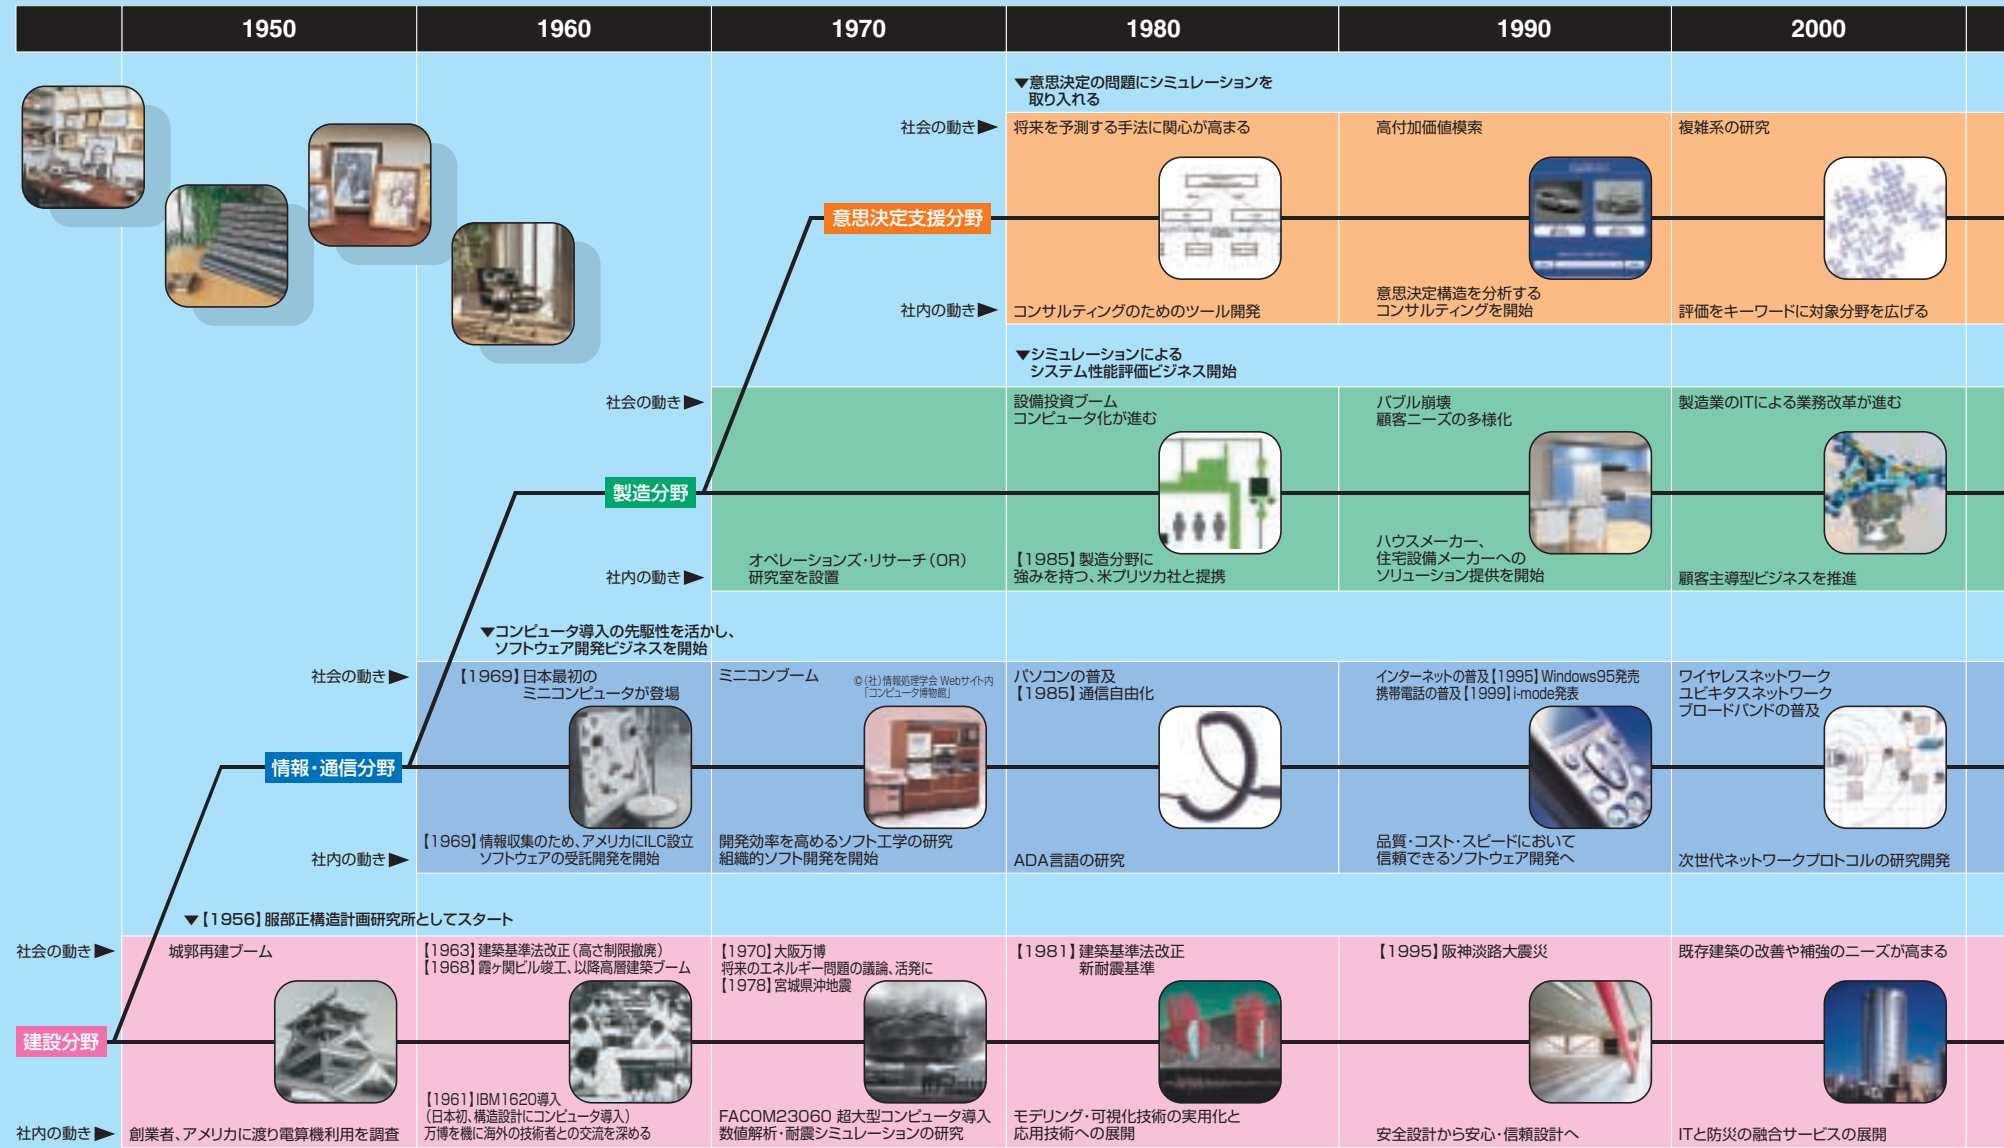 1950
1960
1970
1980
1990
2000
▼意思決定の問題にシミュレーションを
取り入れる
社会の動き▶
将来を予測する手法に関心が高まる
高付加価値模索
複雑系の研究
意思決定支援分野
社内の動き▶
コンサルティングのためのツール開発
意思決定構造を分析する
コンサルティングを開始
評価をキーワードに対象分野を広げる
▼シミュレーションによる
システム性能評価ビジネス開始
社会の動き▶
設備投資ブーム
コンピュータ化が進む
バブル崩壊
顧客ニーズの多様化
製造業のITによる業務改革が進む
製造分野
社内の動き▶
オペレーションズ・リサーチ(OR)
研究室を設置
【1985】製造分野に
強みを持つ、米プリツカ社と提携
ハウスメーカー、
住宅設備メーカーへの
ソリューション提供を開始
顧客主導型ビジネスを推進
▼コンピュータ導入の先駆性を活かし、
ソフトウェア開発ビジネスを開始
社会の動き▶
【1969】日本最初の
ミニコンピュータが登場
ミニコンブーム
©(社)情報処理学会 Webサイト内
「コンピュータ博物館」
パソコンの普及
【1985】通信自由化
インターネットの普及【1995】Windows95発売
携帯電話の普及【1999】i-mode発表
ワイヤレスネットワーク
ユビキタスネットワーク
ブロードバンドの普及
情報・通信分野
社内の動き▶
【1969】情報収集のため、アメリカにILC設立
ソフトウェアの受託開発を開始
開発効率を高めるソフト工学の研究
組織的ソフト開発を開始
ADA言語の研究
品質・コスト・スピードにおいて
信頼できるソフトウェア開発へ
次世代ネットワークプロトコルの研究開発
▼【1956】服部正構造計画研究所としてスタート
社会の動き▶
城郭再建ブーム
【1963】建築基準法改正(高さ制限撤廃)
【1968】霞ヶ関ビル竣工、以降高層建築ブーム
【1970】大阪万博
将来のエネルギー問題の議論、活発に
【1978】宮城県沖地震
【1981】建築基準法改正
新耐震基準
【1995】阪神淡路大震災
既存建築の改善や補強のニーズが高まる
建設分野
社内の動き▶
創業者、アメリカに渡り電算機利用を調査
【1961】IBM1620導入
(日本初、構造設計にコンピュータ導入)
万博を機に海外の技術者との交流を深める
FACOM23060 超大型コンピュータ導入
数値解析・耐震シミュレーションの研究
モデリング・可視化技術の実用化と
応用技術への展開
安全設計から安心・信頼設計へ
ITと防災の融合サービスの展開